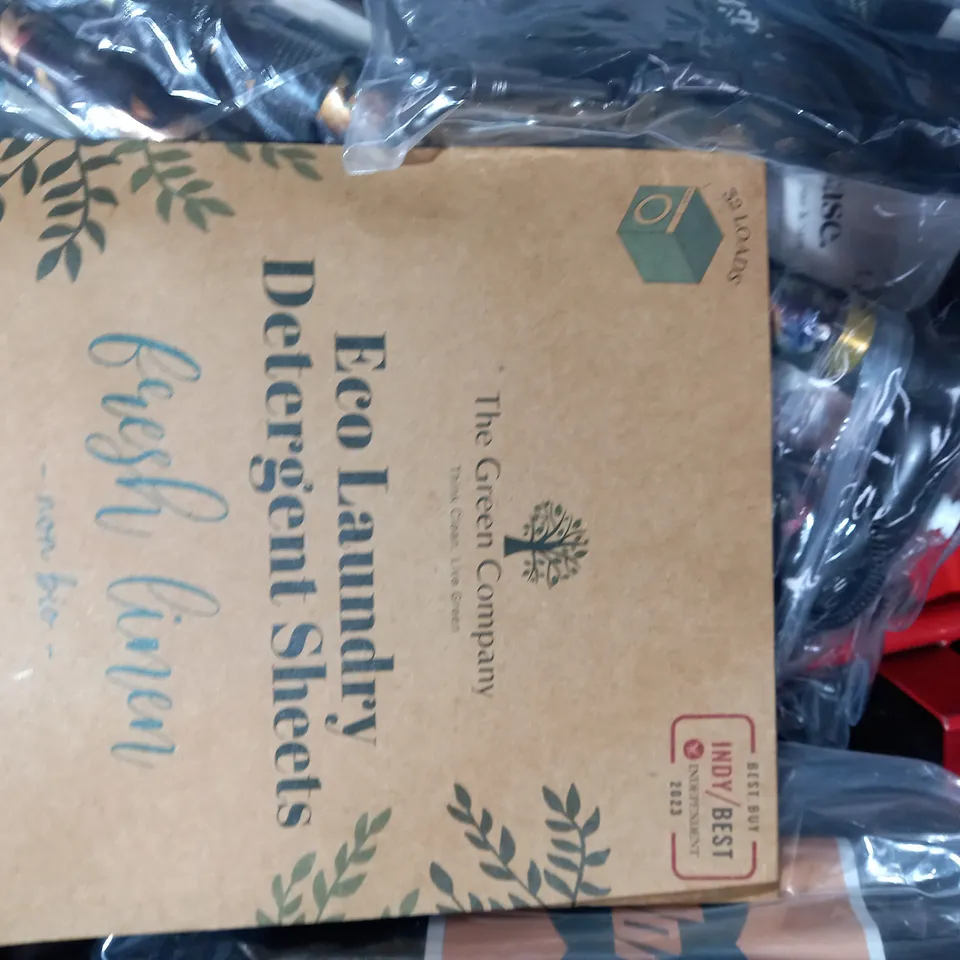 32 LOADS
BEST BUY
INDY/BEST
INDEPENDENT
2023
The Green Company
Think Clean. Live Green
Eco Laundry
Detergent Sheets
fresh linen
- non bio -
ase.